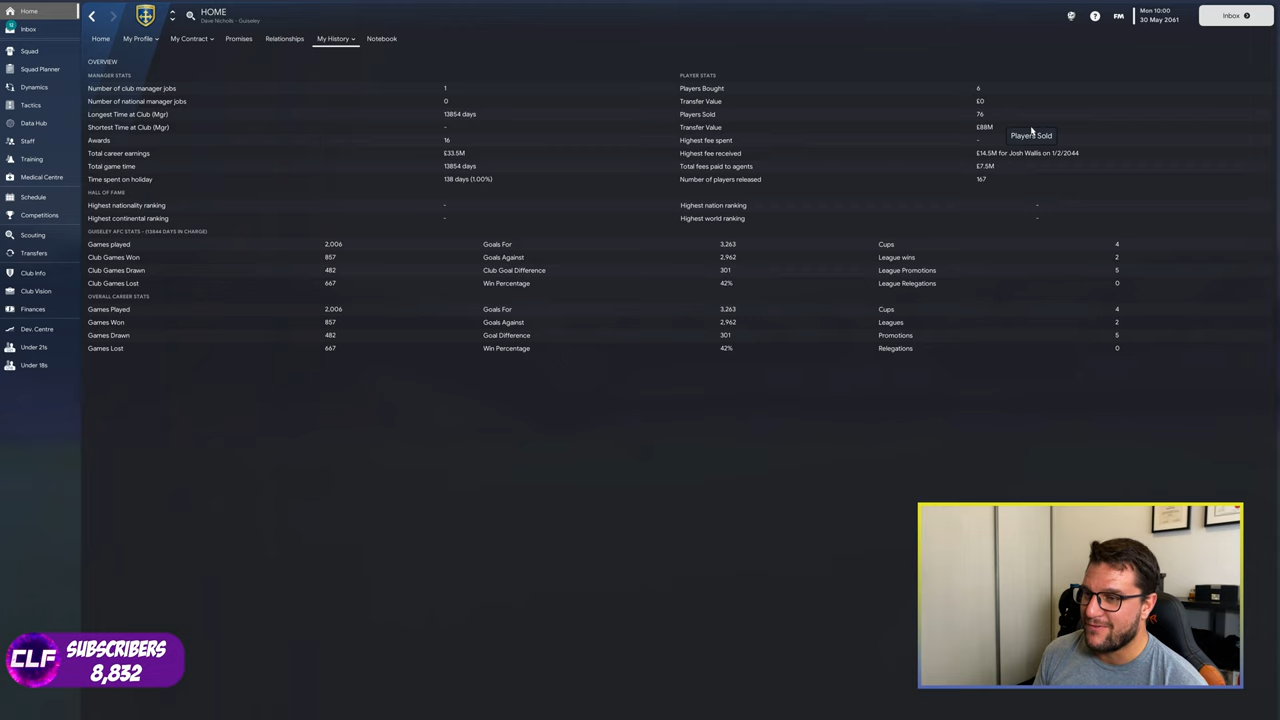 Home
HOME
Dave Nicholls - Guiseley
FM
Mon 10:00
30 May 2061
Inbox
Inbox
Squad
Squad Planner
Dynamics
Tactics
Data Hub
Staff
Training
Medical Centre
Schedule
Competitions
Scouting
Transfers
Club Info
Club Vision
Finances
Dev. Centre
Under 21s
Under 18s
Home My Profile My Contract Promises Relationships My History Notebook
OVERVIEW
MANAGER STATS
Number of club manager jobs 1
Number of national manager jobs 0
Longest Time at Club (Mgr) 13854 days
Shortest Time at Club (Mgr) -
Awards 16
Total career earnings £33.5M
Total game time 13854 days
Time spent on holiday 138 days (1.00%)
PLAYER STATS
Players Bought 6
Transfer Value £0
Players Sold 76
Transfer Value £88M
Players Sold
Highest fee spent -
Highest fee received £14.5M for Josh Wallis on 1/2/2044
Total fees paid to agents £7.5M
Number of players released 167
HALL OF FAME
Highest nationality ranking - Highest nation ranking -
Highest continental ranking - Highest world ranking -
GUISELEY AFC STATS - (13844 DAYS IN CHARGE)
Games played 2,006 Goals For 3,263 Cups 4
Club Games Won 857 Goals Against 2,962 League wins 2
Club Games Drawn 482 Club Goal Difference 301 League Promotions 5
Club Games Lost 667 Win Percentage 42% League Relegations 0
OVERALL CAREER STATS
Games Played 2,006 Goals For 3,263 Cups 4
Games Won 857 Goals Against 2,962 Leagues 2
Games Drawn 482 Goal Difference 301 Promotions 5
Games Lost 667 Win Percentage 42% Relegations 0
CLF SUBSCRIBERS
8,832